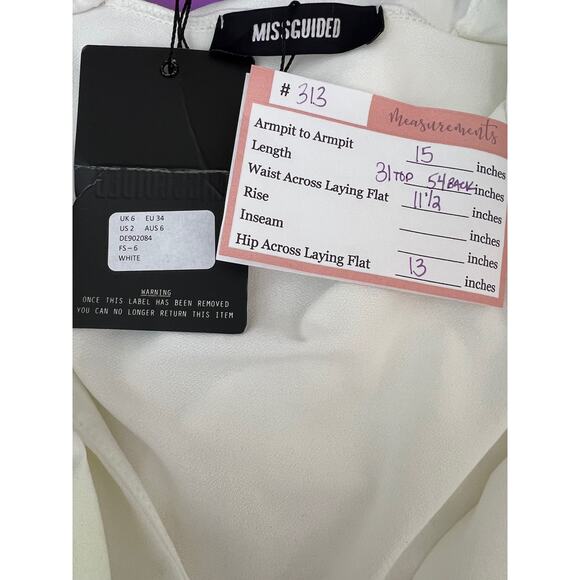 MISSGUIDED
# 313
measurements
Armpit to Armpit 15 inches
Length 31 TOP 54 BACK inches
Waist Across Laying Flat 11 1/2 inches
Rise inches
Inseam inches
Hip Across Laying Flat 13 inches
MISSGUIDED
UK 6 EU 34
US 2 AUS 6
DE902084
FS – 6
WHITE
WARNING
ONCE THIS LABEL HAS BEEN REMOVED
YOU CAN NO LONGER RETURN THIS ITEM